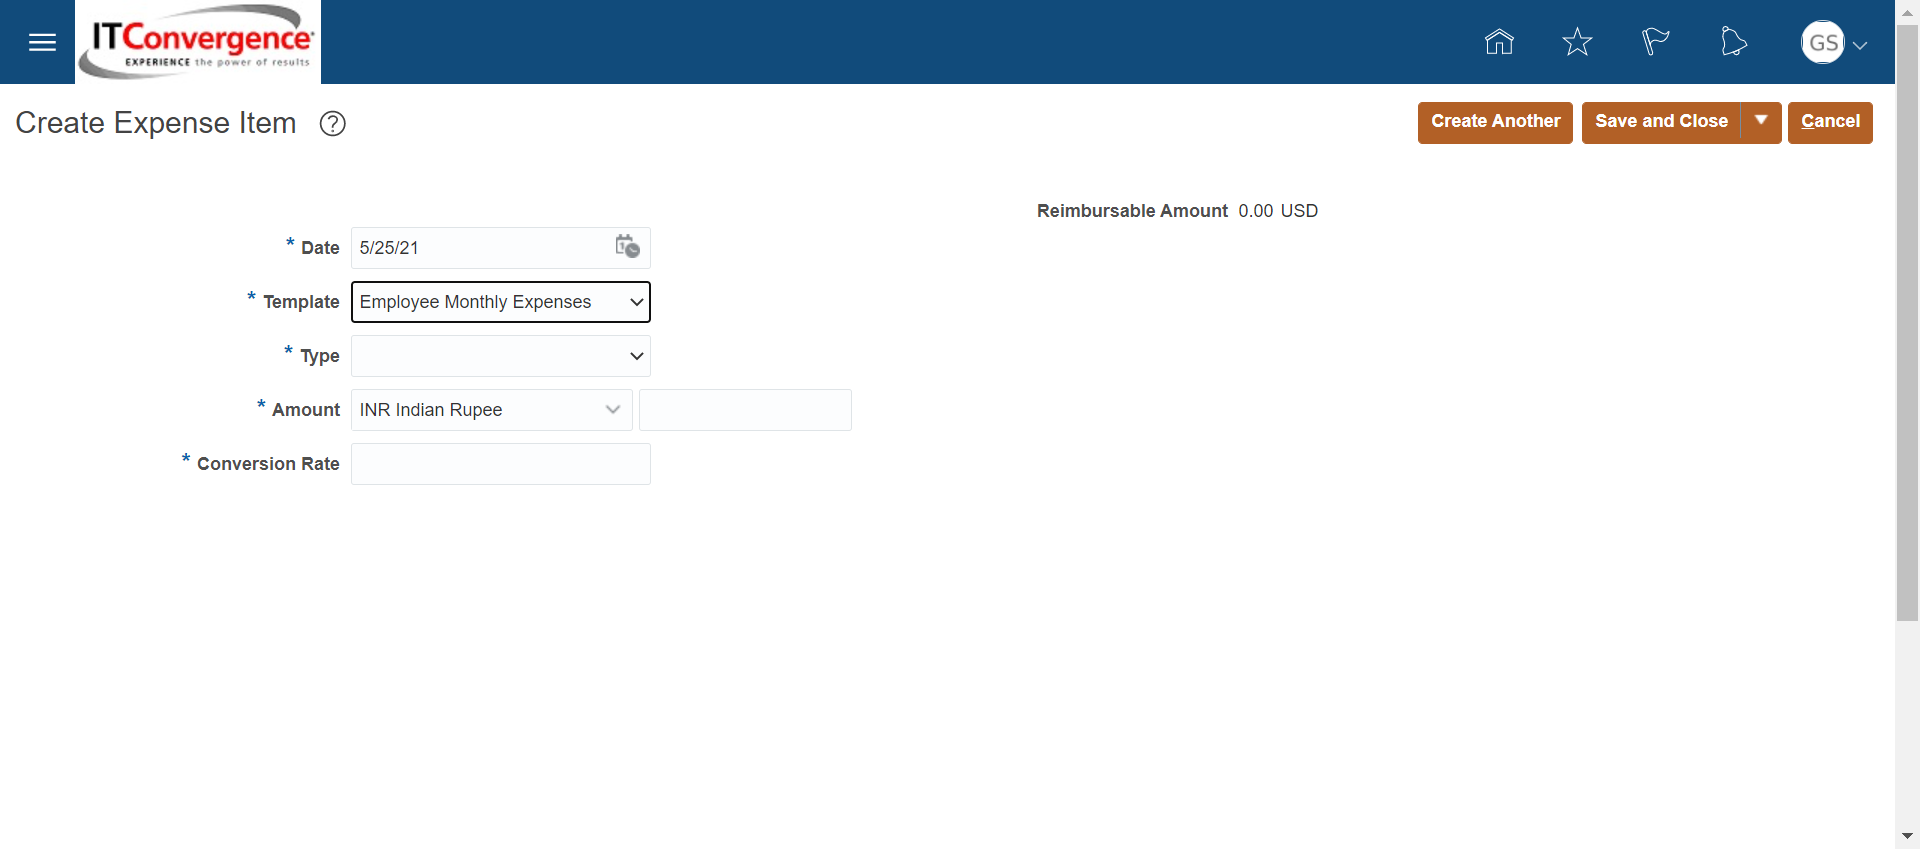 ITConvergence
EXPERIENCE the power of results
GS
Create Expense Item ?
Create Another
Save and Close
Cancel
Reimbursable Amount 0.00 USD
* Date 5/25/21
* Template Employee Monthly Expenses
* Type
* Amount INR Indian Rupee
* Conversion Rate